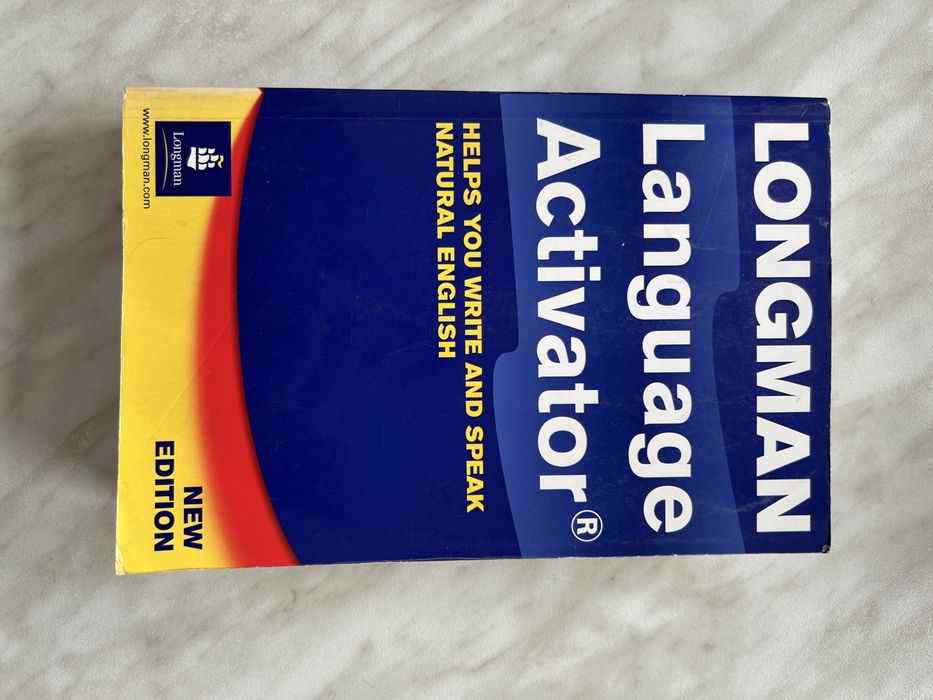 LONGMAN
Language
Activator®
HELPS YOU WRITE AND SPEAK
NATURAL ENGLISH
NEW
EDITION
Longman
www.longman.com